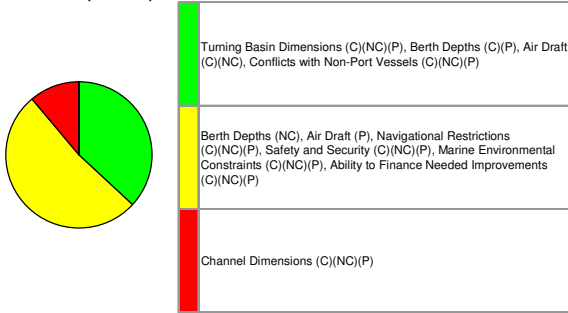 Turning Basin Dimensions (C)(NC)(P), Berth Depths (C)(P), Air Draft
(C)(NC), Conflicts with Non-Port Vessels (C)(NC)(P)
Berth Depths (NC), Air Draft (P), Navigational Restrictions
(C)(NC)(P), Safety and Security (C)(NC)(P), Marine Environmental
Constraints (C)(NC)(P), Ability to Finance Needed Improvements
(C)(NC)(P)
Channel Dimensions (C)(NC)(P)